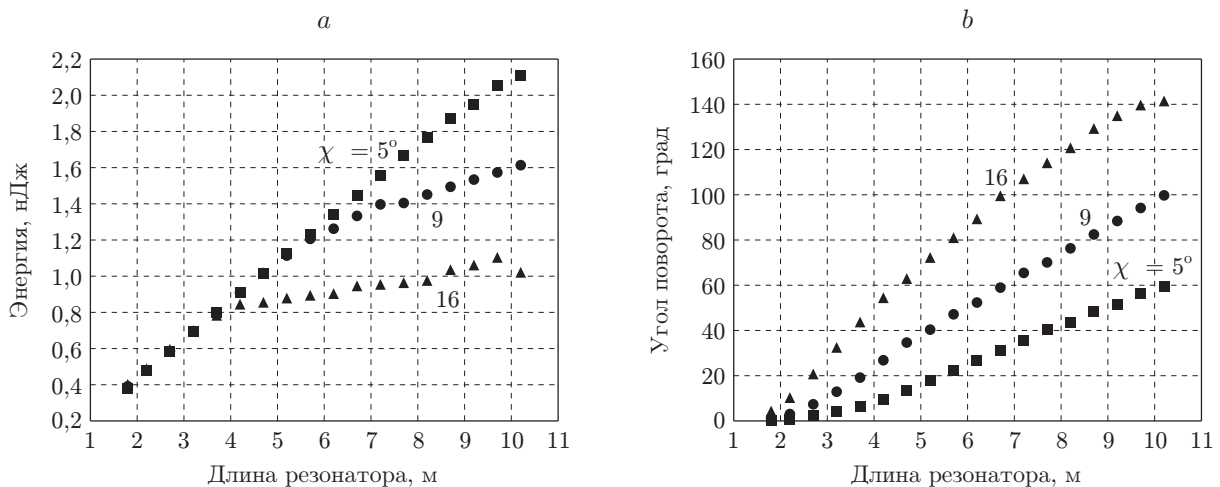 a
Энергия, нДж
2,2
2,0
1,8
1,6
1,4
1,2
1,0
0,8
0,6
0,4
0,2
χ = 5°
9
16
1 2 3 4 5 6 7 8 9 10 11
Длина резонатора, м
b
Угол поворота, град
160
140
120
100
80
60
40
20
0
16
9
χ = 5°
1 2 3 4 5 6 7 8 9 10 11
Длина резонатора, м